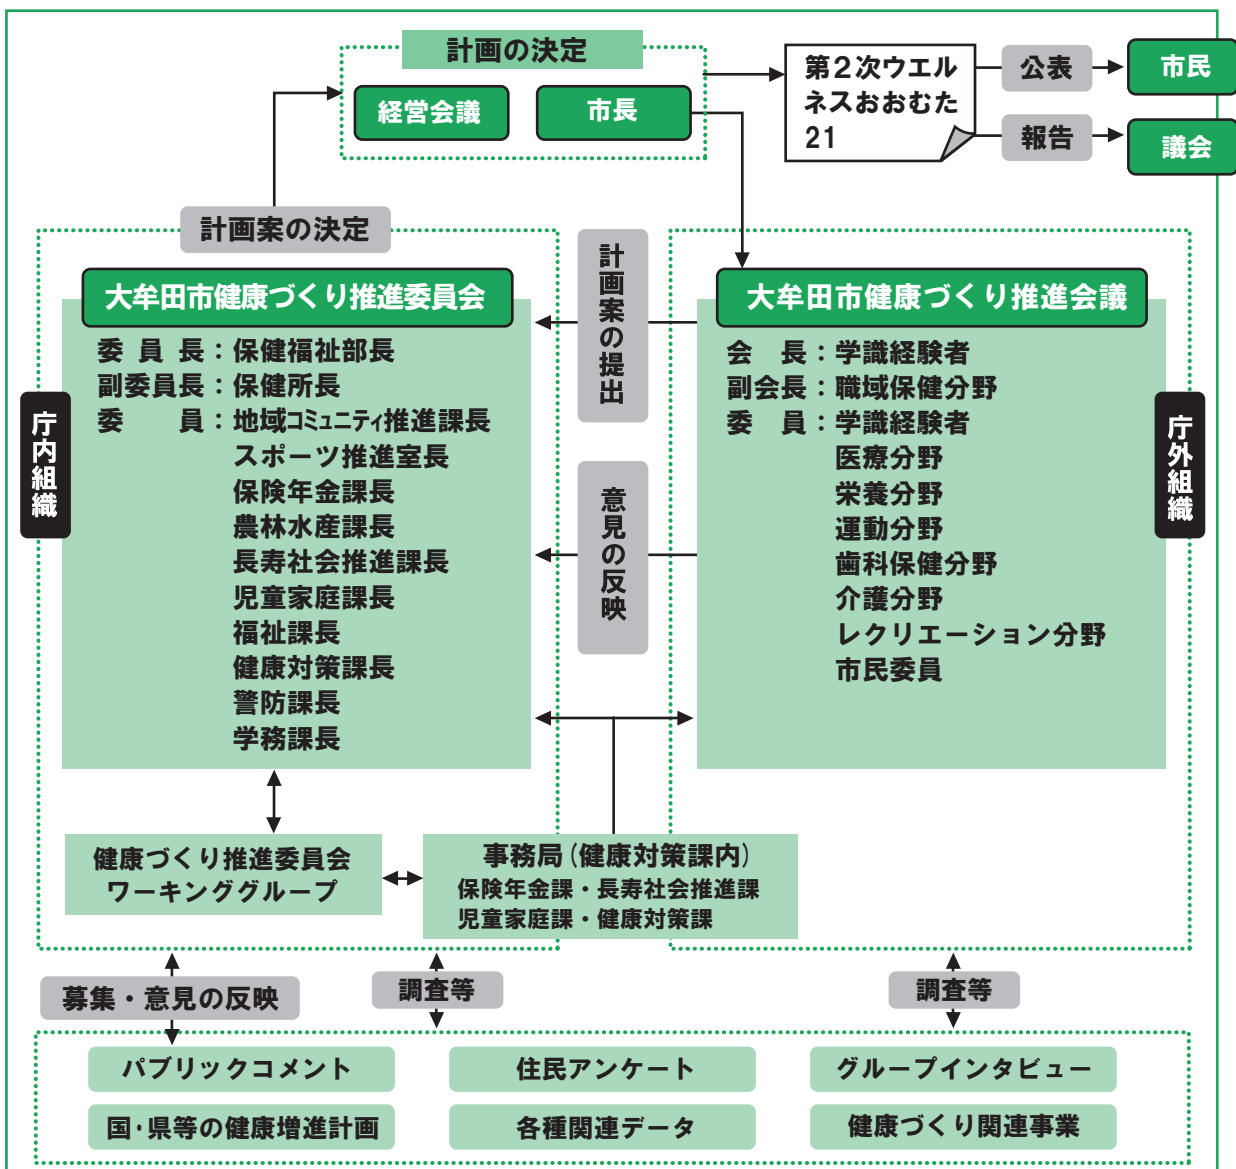 計画の決定
経営会議
市長
第2次ウエル
ネスおおむた
21
公表
市民
報告
議会
計画案の決定
庁内組織
大牟田市健康づくり推進委員会
委員長：保健福祉部長
副委員長：保健所長
委員：地域コミュニティ推進課長
スポーツ推進室長
保険年金課長
農林水産課長
長寿社会推進課長
児童家庭課長
福祉課長
健康対策課長
警防課長
学務課長
計画案の提出
意見の反映
大牟田市健康づくり推進会議
会長：学識経験者
副会長：職域保健分野
委員：学識経験者
医療分野
栄養分野
運動分野
歯科保健分野
介護分野
レクリエーション分野
市民委員
庁外組織
健康づくり推進委員会
ワーキンググループ
事務局(健康対策課内)
保険年金課・長寿社会推進課
児童家庭課・健康対策課
募集・意見の反映
調査等
調査等
パブリックコメント
住民アンケート
グループインタビュー
国・県等の健康増進計画
各種関連データ
健康づくり関連事業